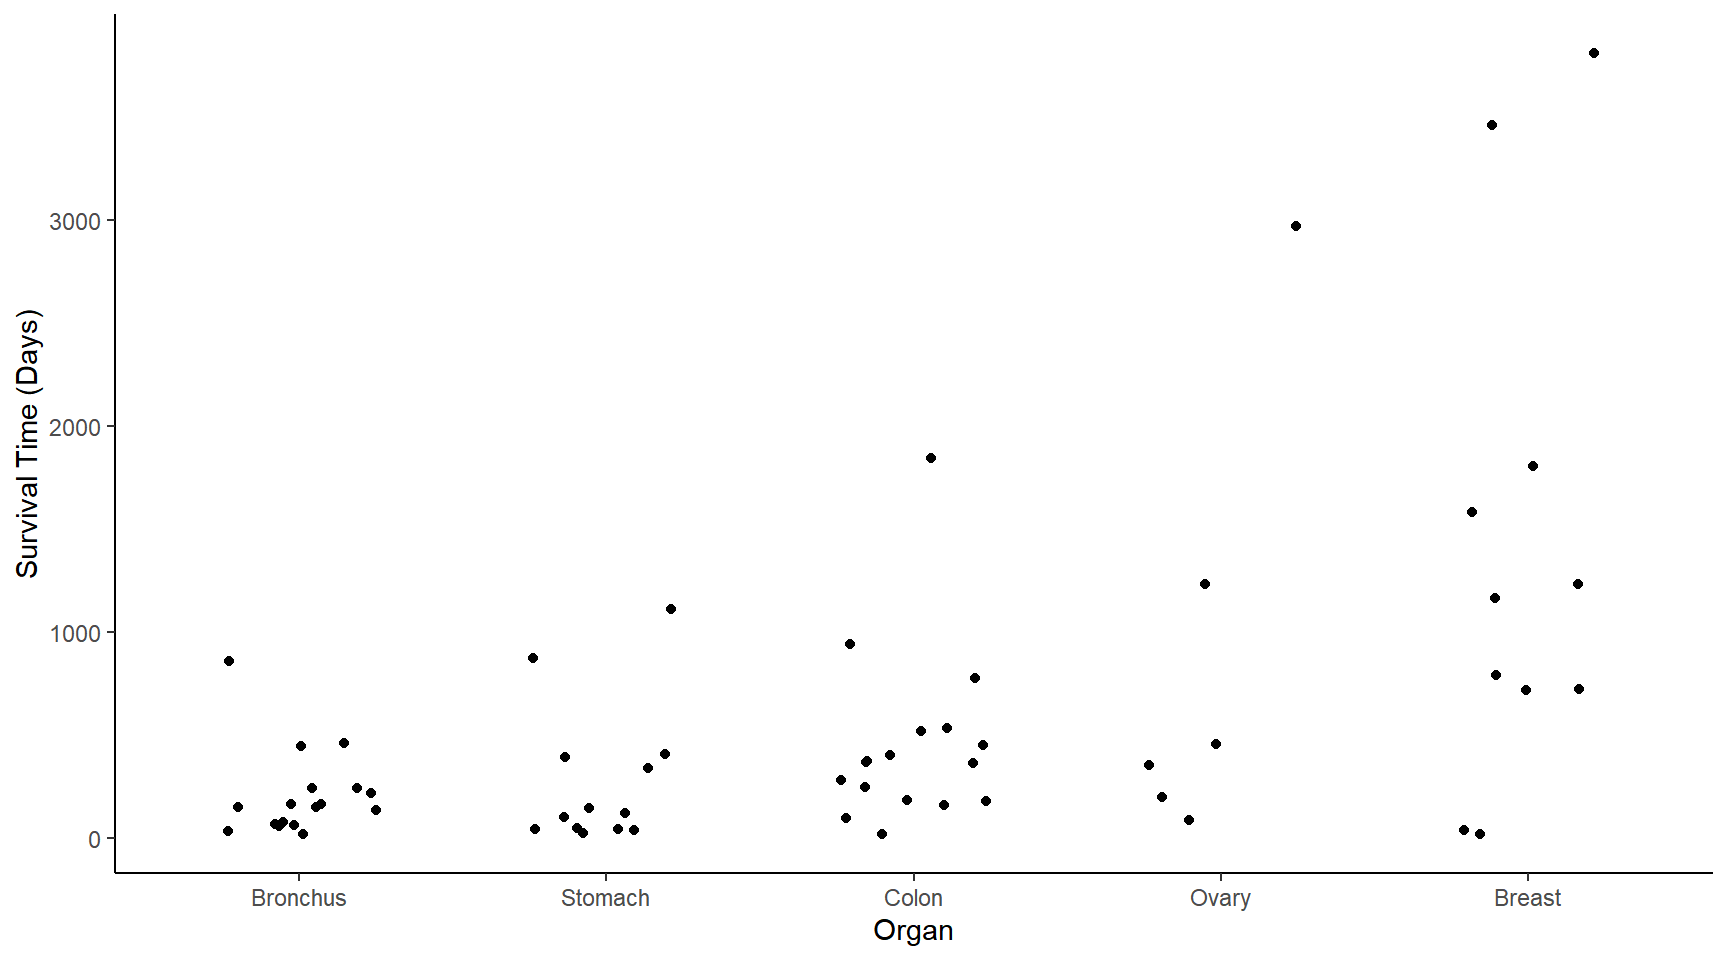 Survival Time (Days)
3000
2000
1000
0
Bronchus Stomach Colon Ovary Breast
Organ